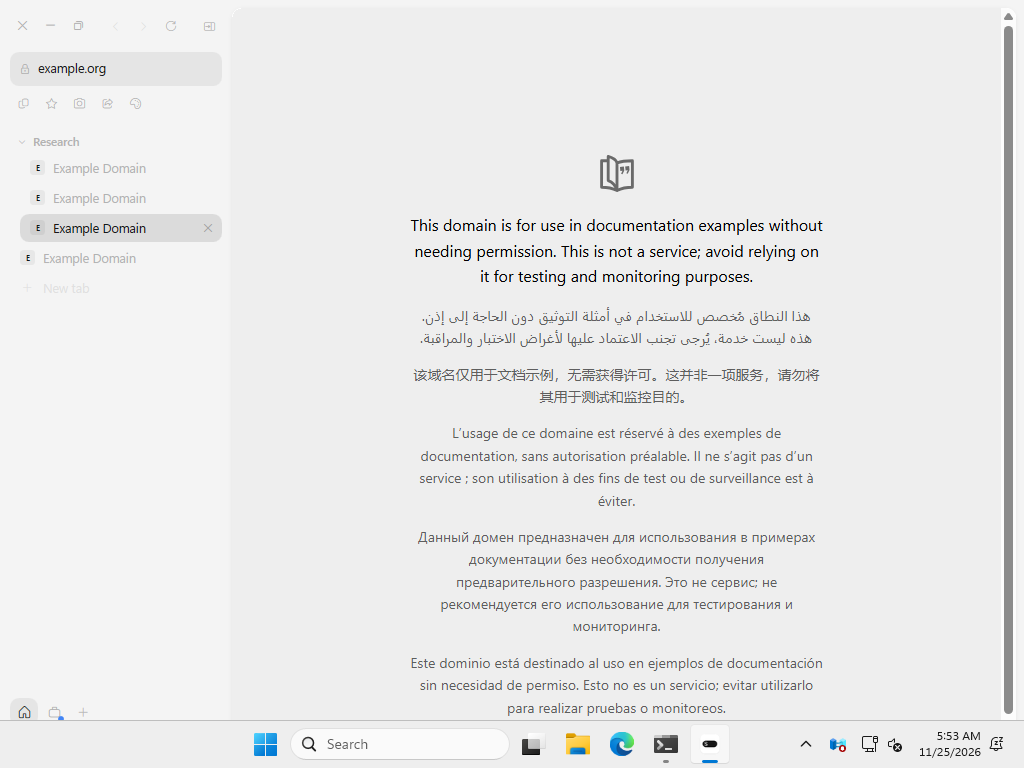 example.org
Research
E Example Domain
E Example Domain
E Example Domain
E Example Domain
New tab
This domain is for use in documentation examples without
needing permission. This is not a service; avoid relying on
it for testing and monitoring purposes.
هذا النطاق مُخصص للاستخدام في أمثلة التوثيق دون الحاجة إلى إذن.
هذه ليست خدمة، يُرجى تجنب الاعتماد عليها لأغراض الاختبار والمراقبة.
该域名仅用于文档示例，无需获得许可。这并非一项服务，请勿将
其用于测试和监控目的。
L’usage de ce domaine est réservé à des exemples de
documentation, sans autorisation préalable. Il ne s’agit pas d’un
service ; son utilisation à des fins de test ou de surveillance est à
éviter.
Данный домен предназначен для использования в примерах
документации без необходимости получения
предварительного разрешения. Это не сервис; не
рекомендуется его использование для тестирования и
мониторинга.
Este dominio está destinado al uso en ejemplos de documentación
sin necesidad de permiso. Esto no es un servicio; evitar utilizarlo
para realizar pruebas o monitoreos.
Search
5:53 AM
11/25/2026